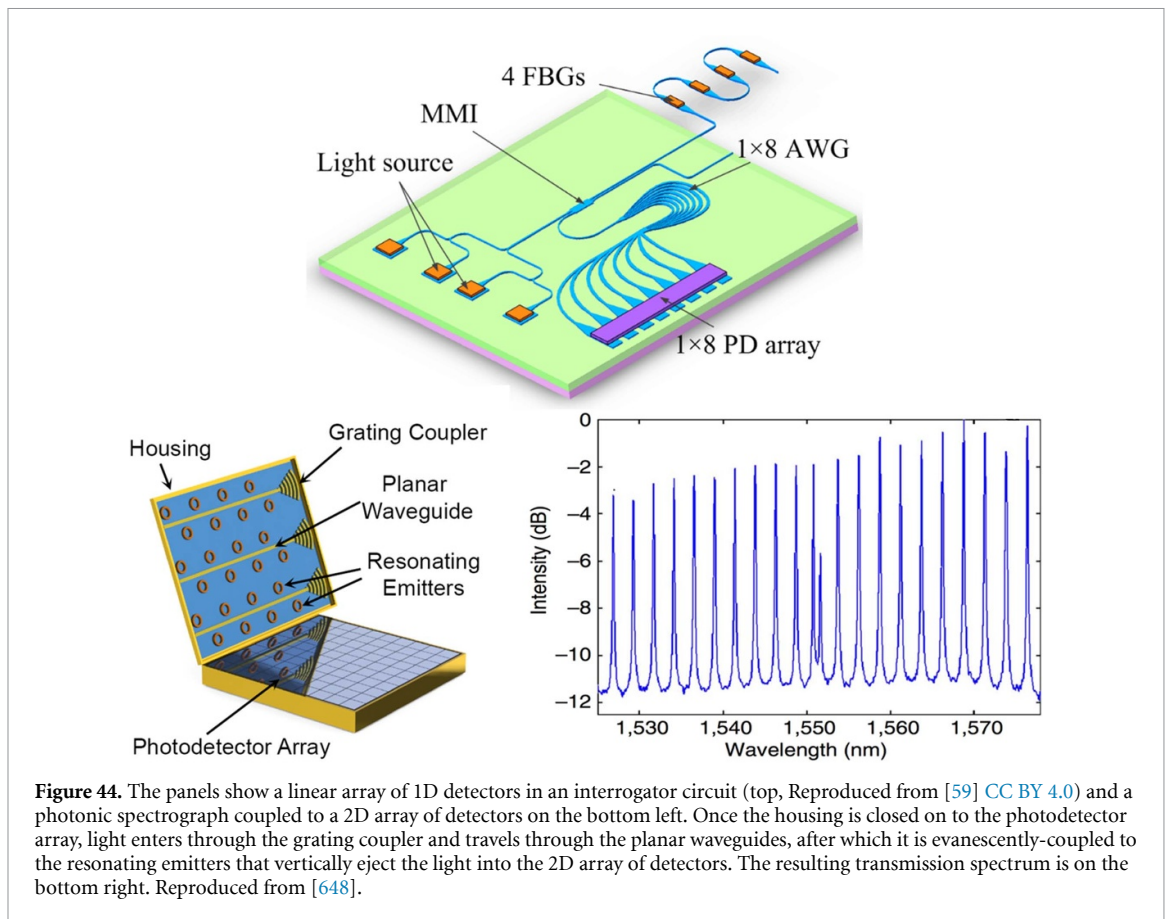 4 FBGs
MMI
1×8 AWG
Light source
1×8 PD array
Housing
Grating Coupler
Planar
Waveguide
Resonating
Emitters
Photodetector Array
0
−2
−4
−6
−8
−10
−12
Intensity (dB)
1,530 1,540 1,550 1,560 1,570
Wavelength (nm)
Figure 44. The panels show a linear array of 1D detectors in an interrogator circuit (top, Reproduced from [59] CC BY 4.0) and a
photonic spectrograph coupled to a 2D array of detectors on the bottom left. Once the housing is closed on to the photodetector
array, light enters through the grating coupler and travels through the planar waveguides, after which it is evanescently-coupled to
the resonating emitters that vertically eject the light into the 2D array of detectors. The resulting transmission spectrum is on the
bottom right. Reproduced from [648].